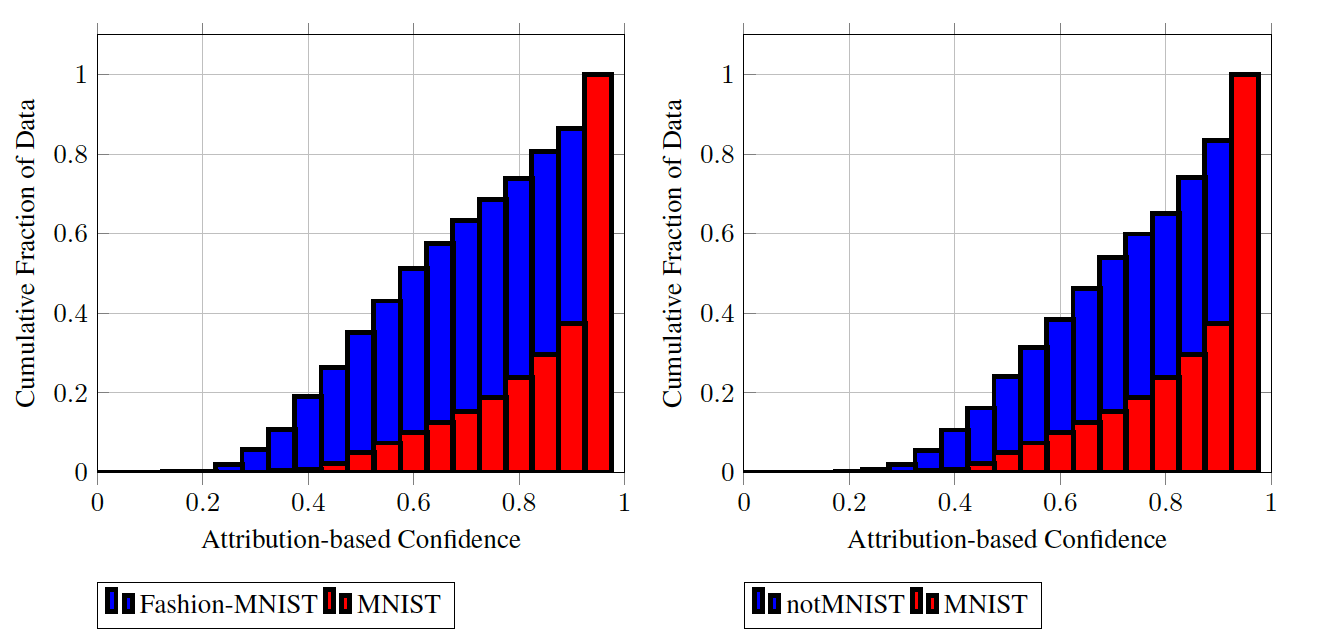 Cumulative Fraction of Data
1
0.8
0.6
0.4
0.2
0
0 0.2 0.4 0.6 0.8 1
Attribution-based Confidence
Fashion-MNIST MNIST
Cumulative Fraction of Data
1
0.8
0.6
0.4
0.2
0
0 0.2 0.4 0.6 0.8 1
Attribution-based Confidence
notMNIST MNIST